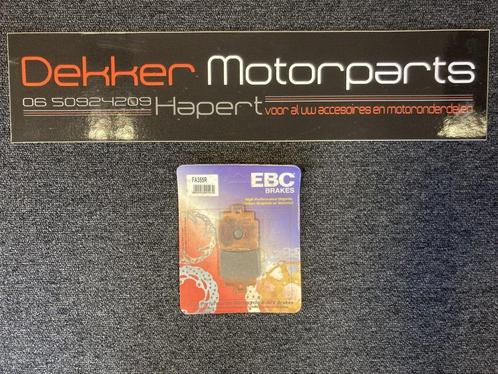 Dekker Motorparts
06 50924209 Hapert voor al uw accesoires en motoronderdelen
FA355R
EBC
BRAKES